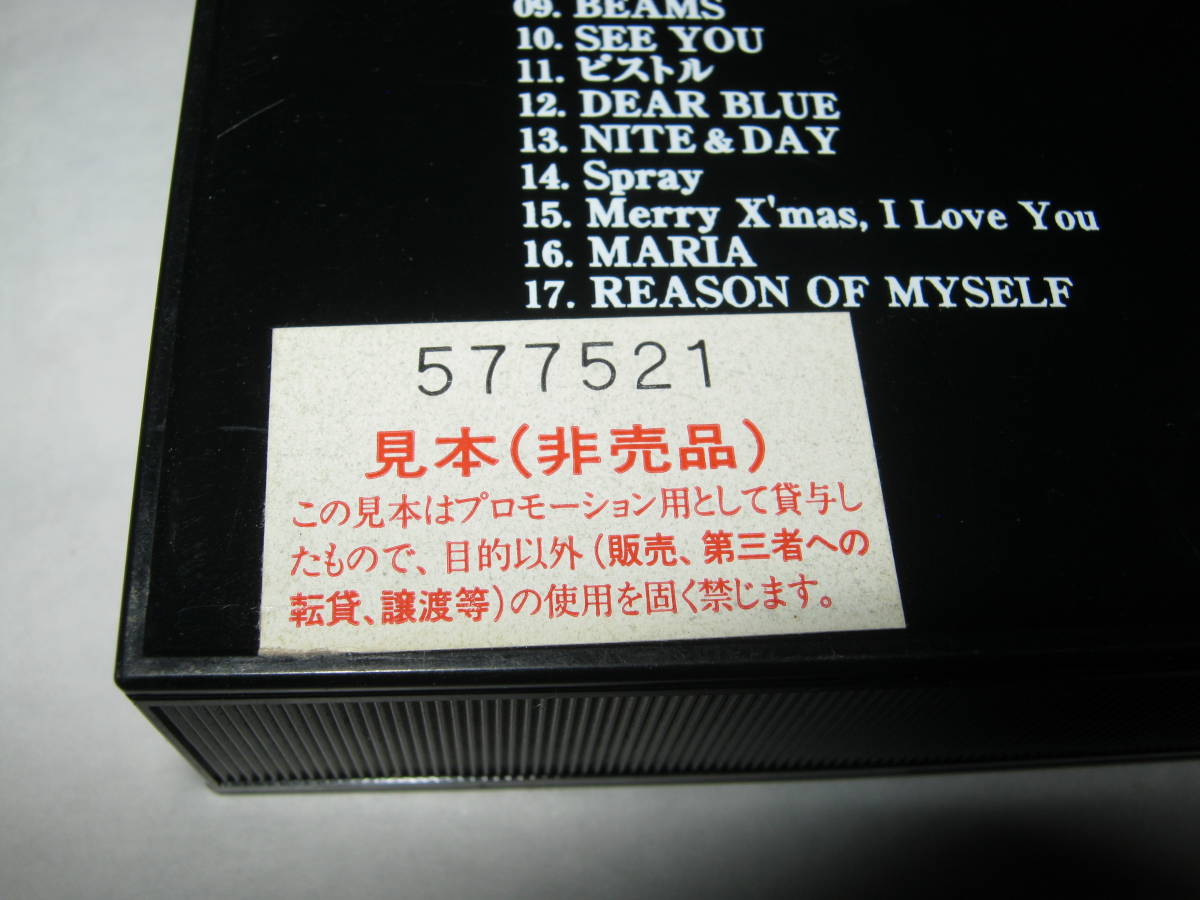 09. BEAMS
10. SEE YOU
11. ピストル
12. DEAR BLUE
13. NITE & DAY
14. Spray
15. Merry X'mas, I Love You
16. MARIA
17. REASON OF MYSELF
577521
見本(非売品)
この見本はプロモーション用として貸与し
たもので、目的以外(販売、第三者への
転貸、譲渡等)の使用を固く禁じます。